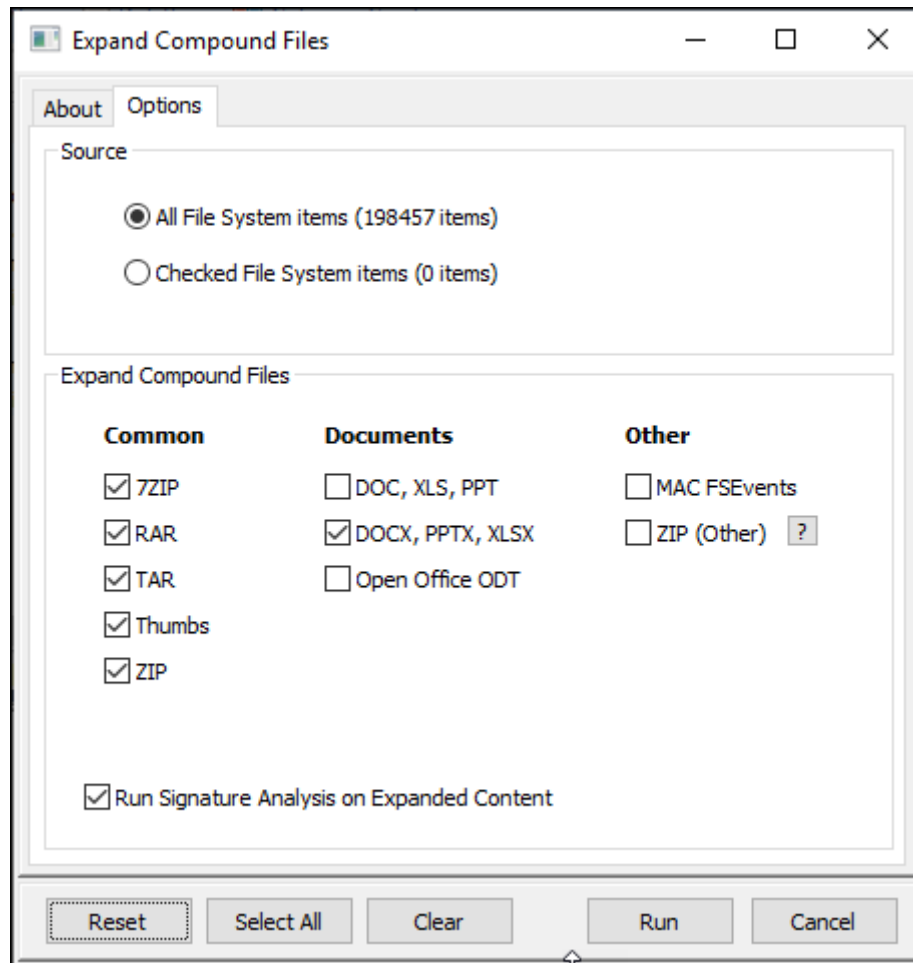 Expand Compound Files
About Options
Source
All File System items (198457 items)
Checked File System items (0 items)
Expand Compound Files
Common
7ZIP
RAR
TAR
Thumbs
ZIP
Documents
DOC, XLS, PPT
DOCX, PPTX, XLSX
Open Office ODT
Other
MAC FSEvents
ZIP (Other) ?
Run Signature Analysis on Expanded Content
Reset Select All Clear Run Cancel